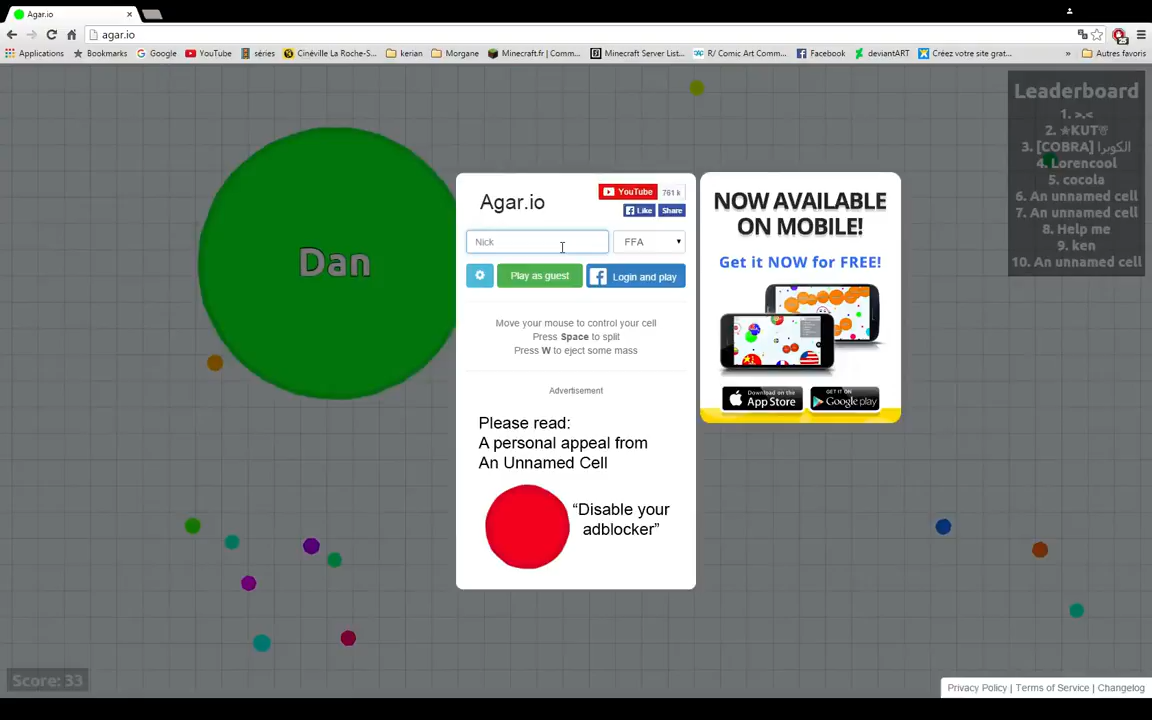 Agar.io
agar.io
Applications
Bookmarks
Google
YouTube
séries
Cinéville La Roche-S...
kerian
Morgane
Minecraft.fr | Comm...
Minecraft Server List...
R/ Comic Art Comm...
Facebook
deviantART
Créez votre site grat...
»
Autres favoris
Leaderboard
1. >.<
3. [COBRA] الكوبرا
4. Lorencool
5. cocola
6. An unnamed cell
7. An unnamed cell
8. Help me
9. ken
10. An unnamed cell
Dan
Agar.io
YouTube
761 k
Like
Share
Nick
FFA
Play as guest
Login and play
Move your mouse to control your cell
Press Space to split
Press W to eject some mass
Advertisement
Please read:
A personal appeal from
An Unnamed Cell
“Disable your
adblocker”
NOW AVAILABLE
ON MOBILE!
Get it NOW for FREE!
Download on the
App Store
GET IT ON
Google play
Score: 33
Privacy Policy | Terms of Service | Changelog